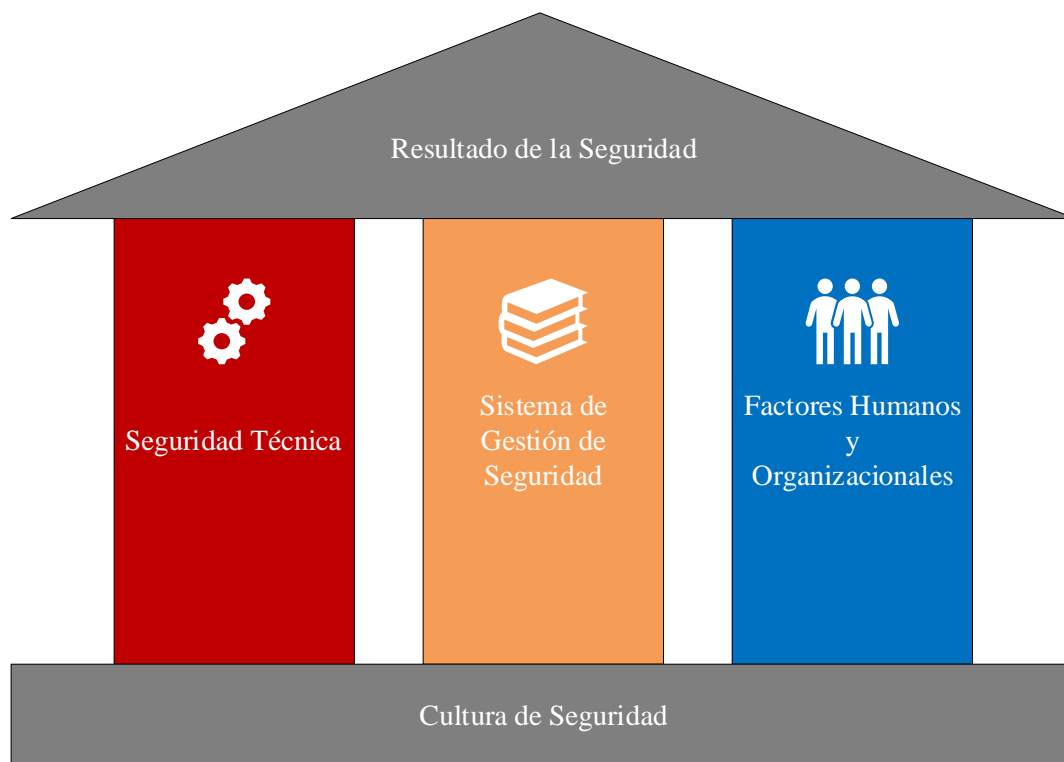 Resultado de la Seguridad
Seguridad Técnica
Sistema de
Gestión de
Seguridad
Factores Humanos
y
Organizacionales
Cultura de Seguridad